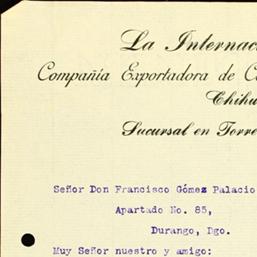 La Internac
Compañía Exportadora de C
Chihu
Sucursal en Torre
Señor Don Francisco Gómez Palacio
Apartado No. 85,
Durango, Dgo.
Muy Señor nuestro y amigo: